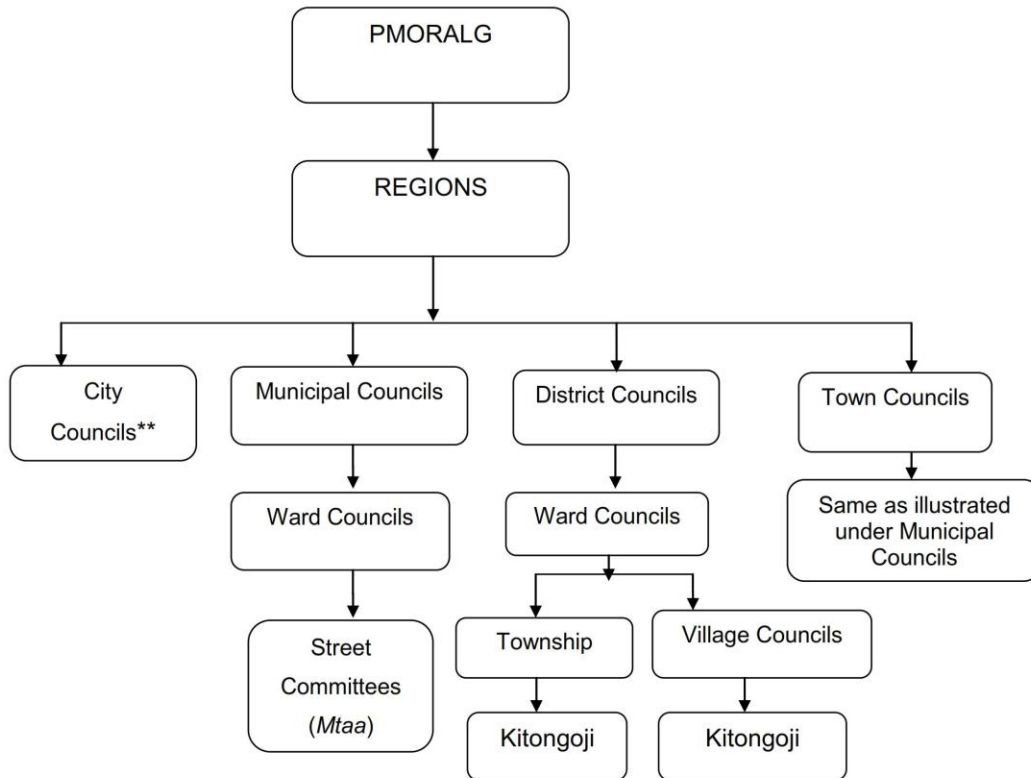 PMORALG
REGIONS
City
Councils**
Municipal Councils
District Councils
Town Councils
Ward Councils
Ward Councils
Same as illustrated
under Municipal
Councils
Street
Committees
(Mtaa)
Township
Village Councils
Kitongoji
Kitongoji